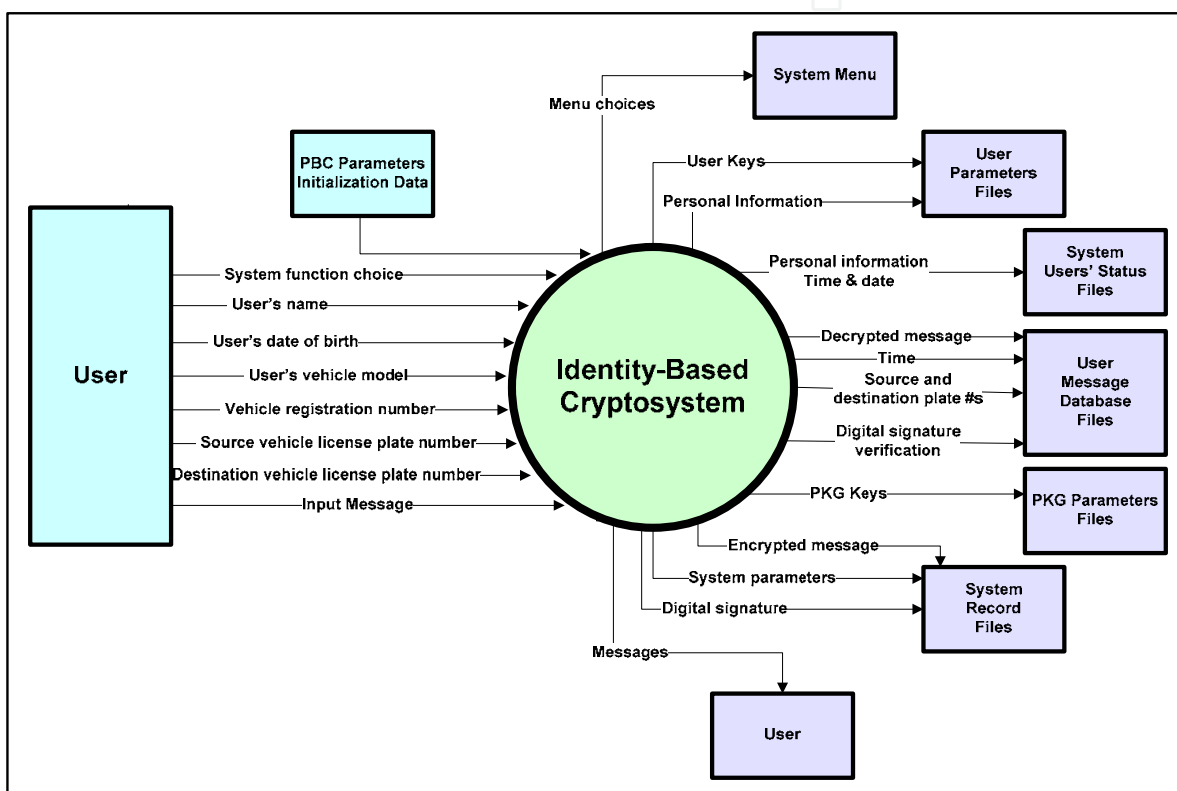 System Menu
Menu choices
PBC Parameters
Initialization Data
User Keys
User
Parameters
Files
Personal Information
User
System function choice
User's name
User's date of birth
User's vehicle model
Vehicle registration number
Source vehicle license plate number
Destination vehicle license plate number
Input Message
Identity-Based
Cryptosystem
Personal information
Time & date
System
Users' Status
Files
Decrypted message
Time
Source and
destination plate #s
Digital signature
verification
User
Message
Database
Files
PKG Keys
PKG Parameters
Files
Encrypted message
System parameters
Digital signature
System
Record
Files
Messages
User